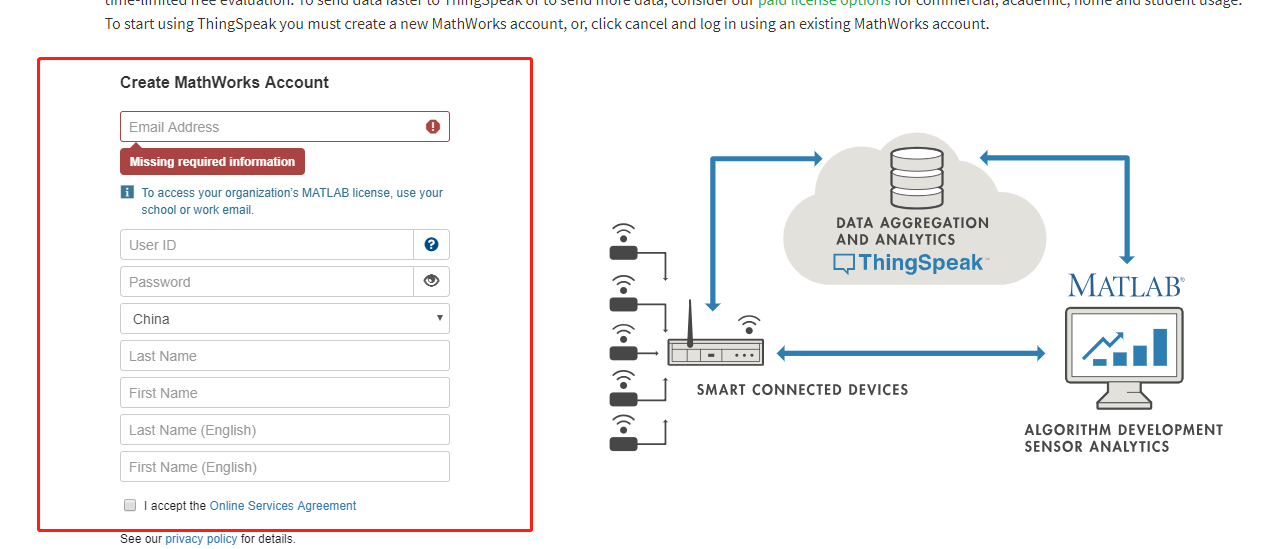 time-limited free evaluation. To send data faster to ThingSpeak or to send more data, consider our paid license options for commercial, academic, home and student usage.
To start using ThingSpeak you must create a new MathWorks account, or, click cancel and log in using an existing MathWorks account.
Create MathWorks Account
Email Address
Missing required information
To access your organization's MATLAB license, use your
school or work email.
User ID
Password
China
Last Name
First Name
Last Name (English)
First Name (English)
I accept the Online Services Agreement
See our privacy policy for details.
DATA AGGREGATION
AND ANALYTICS
ThingSpeak™
MATLAB®
SMART CONNECTED DEVICES
ALGORITHM DEVELOPMENT
SENSOR ANALYTICS